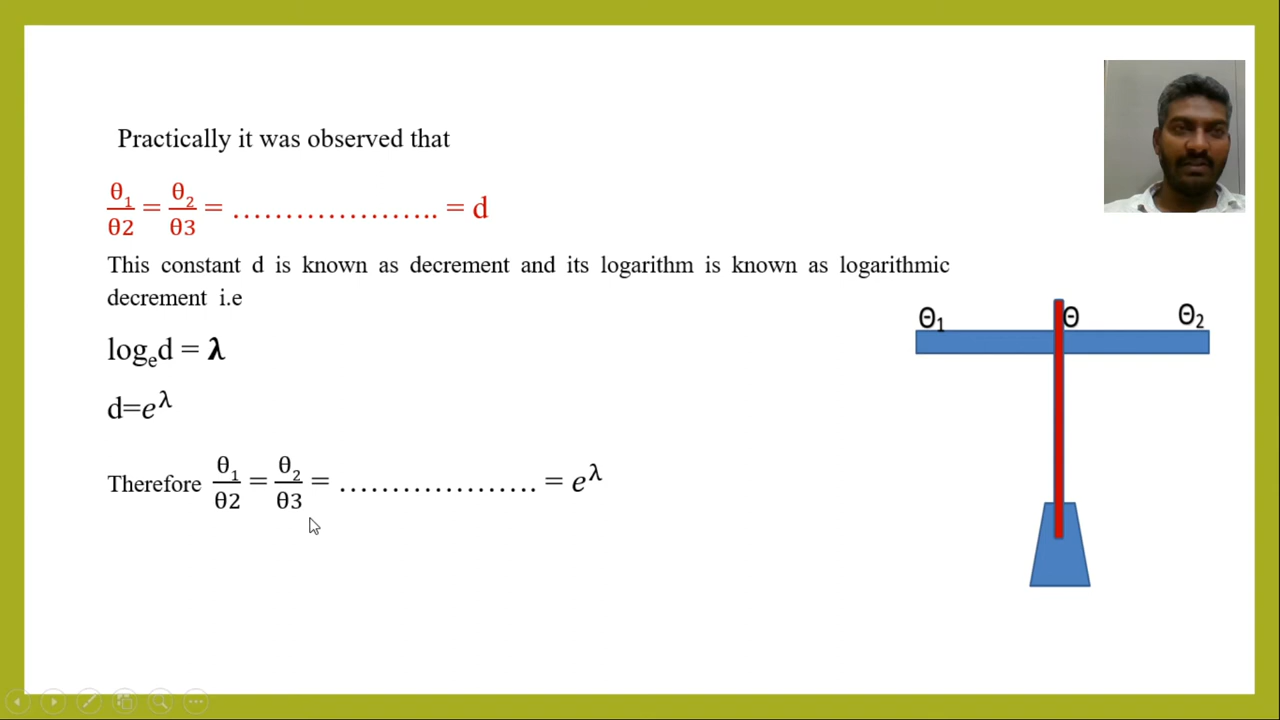 Practically it was observed that
θ₁/θ2 = θ₂/θ3 = ………………….. = d
This constant d is known as decrement and its logarithm is known as logarithmic
decrement i.e
logₑd = λ
d=e^λ
Therefore θ₁/θ2 = θ₂/θ3 = ………………. = e^λ
Θ₁ Θ Θ₂